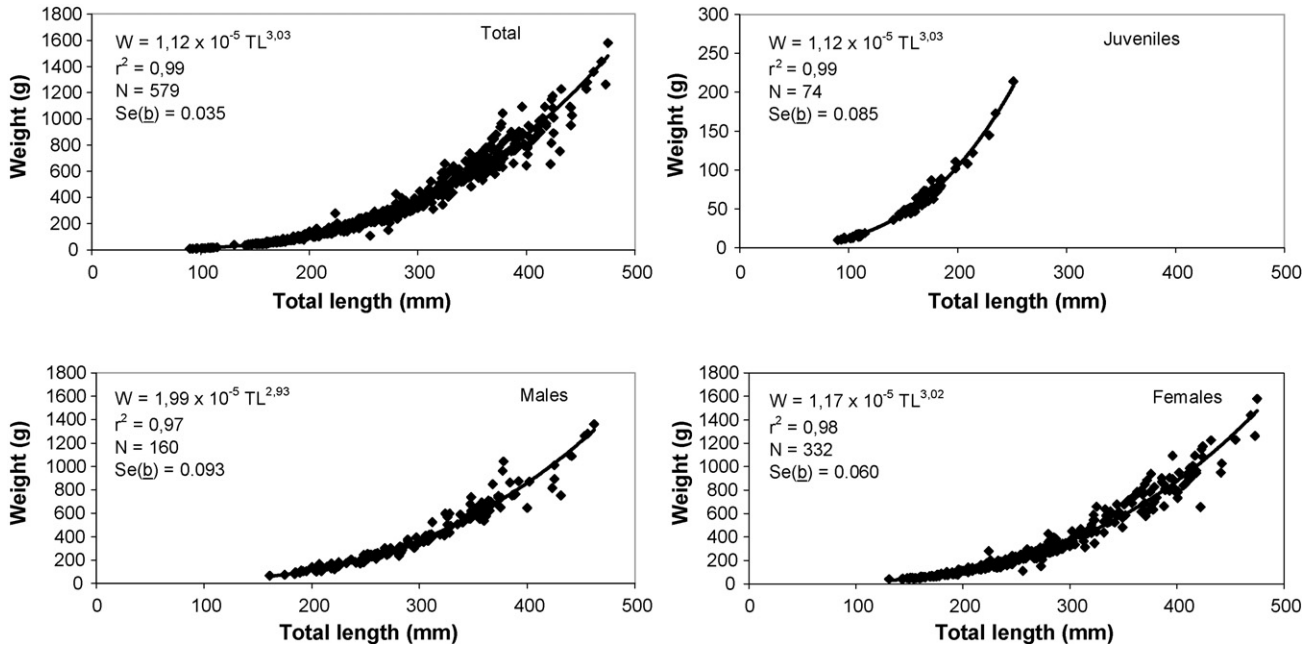 Total
W = 1,12 x 10-5 TL3,03
r2 = 0,99
N = 579
Se(b) = 0.035
Weight (g)
1800
1600
1400
1200
1000
800
600
400
200
0
0 100 200 300 400 500
Total length (mm)
Juveniles
W = 1,12 x 10-5 TL3,03
r2 = 0,99
N = 74
Se(b) = 0.085
Weight (g)
300
250
200
150
100
50
0
0 100 200 300 400 500
Total length (mm)
Males
W = 1,99 x 10-5 TL2,93
r2 = 0,97
N = 160
Se(b) = 0.093
Weight (g)
1800
1600
1400
1200
1000
800
600
400
200
0
0 100 200 300 400 500
Total length (mm)
Females
W = 1,17 x 10-5 TL3,02
r2 = 0,98
N = 332
Se(b) = 0.060
Weight (g)
1800
1600
1400
1200
1000
800
600
400
200
0
0 100 200 300 400 500
Total length (mm)